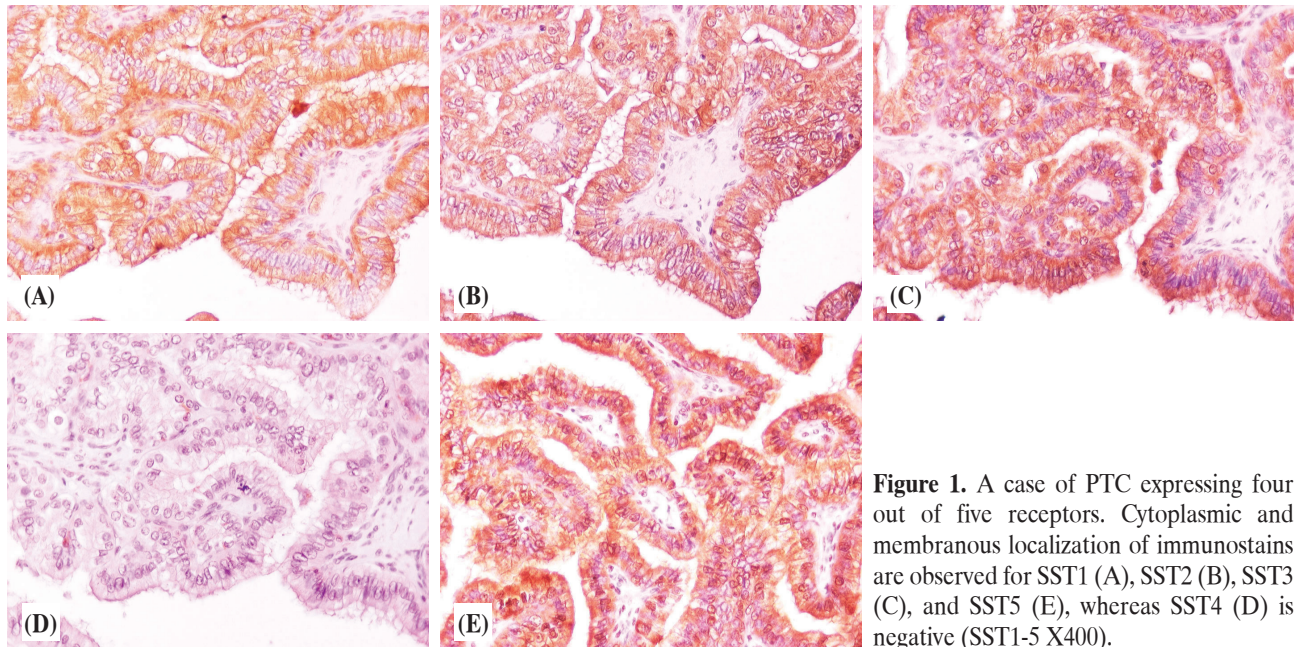 (A)
(B)
(C)
(D)
(E)
Figure 1. A case of PTC expressing four
out of five receptors. Cytoplasmic and
membranous localization of immunostains
are observed for SST1 (A), SST2 (B), SST3
(C), and SST5 (E), whereas SST4 (D) is
negative (SST1-5 X400).